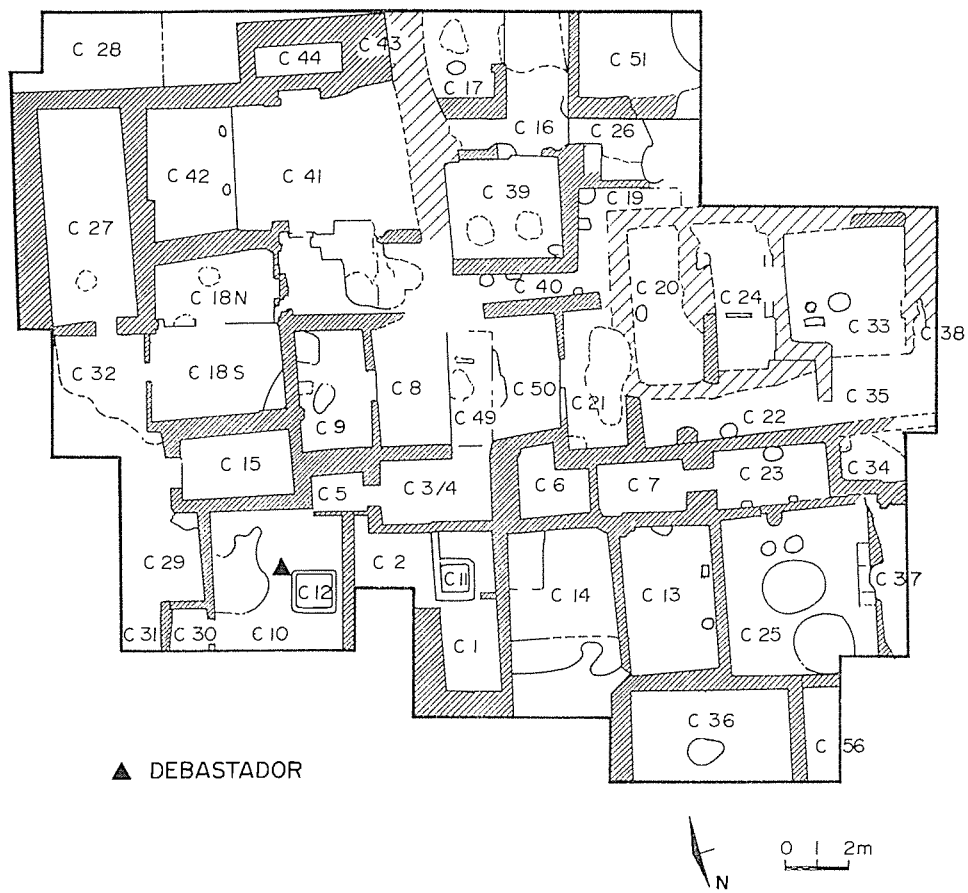 C 28
C 44
C 43
C 17
C 51
C 16
C 26
C 42
C 41
C 39
C 19
C 27
C 18N
C 40
C 20
C 24
C 33
C 38
C 32
C 18S
C 8
C 50
C 35
C 9
C 49
C 21
C 22
C 15
C 5
C 3/4
C 6
C 7
C 23
C 34
C 29
C 2
C 11
C 12
C 14
C 13
C 37
C 31
C 30
C 10
C 1
C 25
C 36
C 56
▲ DEBASTADOR
0 1 2m
N